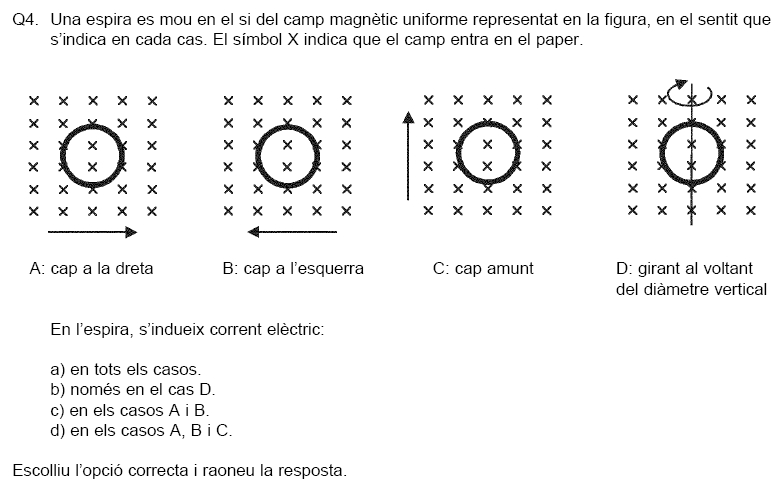 Q4. Una espira es mou en el si del camp magnètic uniforme representat en la figura, en el sentit que
s'indica en cada cas. El símbol X indica que el camp entra en el paper.
A: cap a la dreta
B: cap a l'esquerra
C: cap amunt
D: girant al voltant
del diàmetre vertical
En l'espira, s'indueix corrent elèctric:
a) en tots els casos.
b) només en el cas D.
c) en els casos A i B.
d) en els casos A, B i C.
Escolliu l'opció correcta i raoneu la resposta.